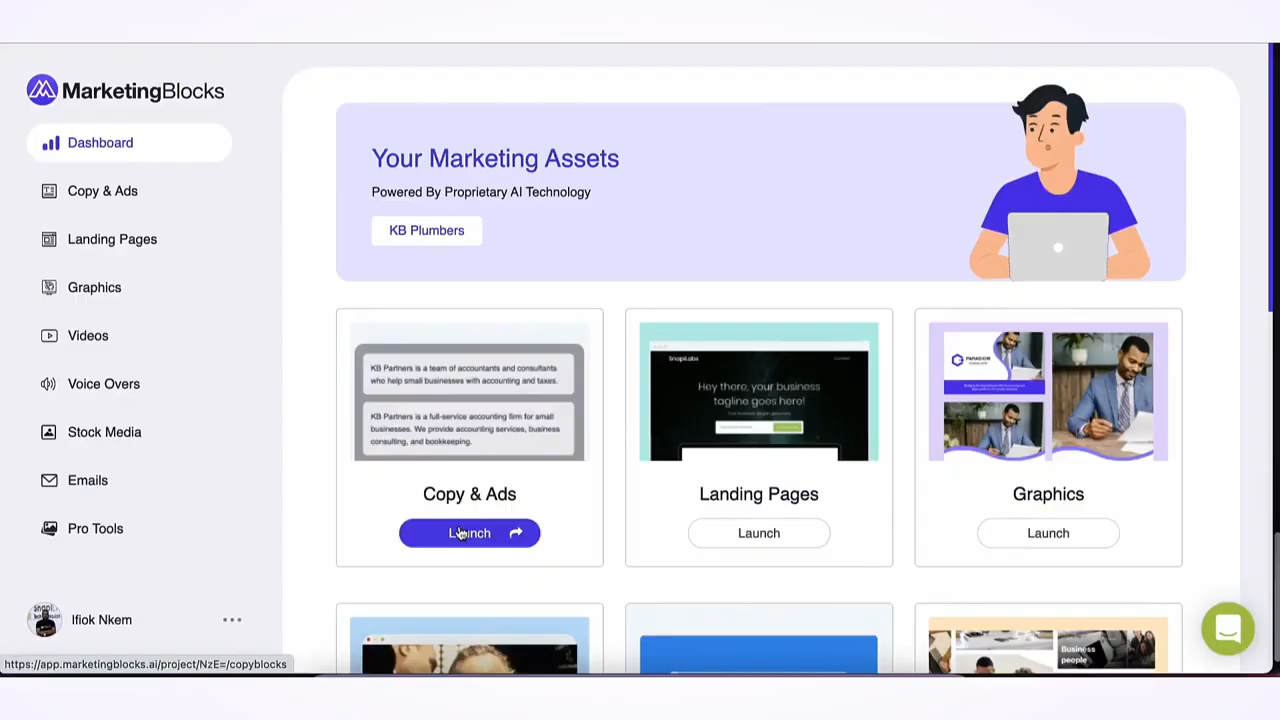 MarketingBlocks
Dashboard
Copy & Ads
Landing Pages
Graphics
Videos
Voice Overs
Stock Media
Emails
Pro Tools
Ifiok Nkem
https://app.marketingblocks.ai/project/NzE=/copyblocks
Your Marketing Assets
Powered By Proprietary AI Technology
KB Plumbers
KB Partners is a team of accountants and consultants
who help small businesses with accounting and taxes.
KB Partners is a full-service accounting firm for small
businesses. We provide accounting services, business
consulting, and bookkeeping.
Copy & Ads
Launch
SnapiLabs
Hey there, your business
tagline goes here!
Landing Pages
Launch
PARADIGM
Graphics
Launch
Business
people